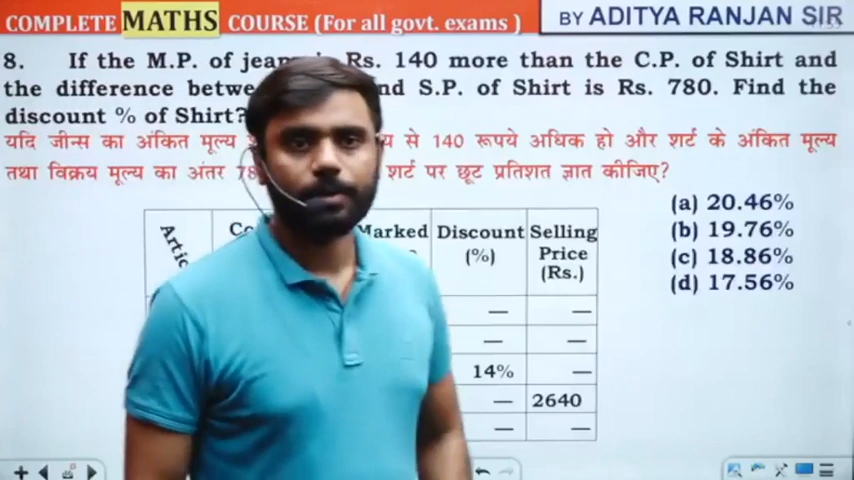 COMPLETE MATHS COURSE (For all govt. exams)
BY ADITYA RANJAN SIR
8. If the M.P. of Rs. 140 more than the C.P. of Shirt and
the difference S.P. of Shirt is Rs. 780. Find the
discount % of Shirt?
यदि जीन्स का अंकित मूल्य से 140 रूपये अधिक हो और शर्ट के अंकित मूल्य
तथा विक्रय मूल्य का अंतर शर्ट पर छूट प्रतिशत ज्ञात कीजिए?
(a) 20.46%
(b) 19.76%
(c) 18.86%
(d) 17.56%
Marked Discount Selling
(%) Price
(Rs.)
— —
— —
14% —
— 2640
— —